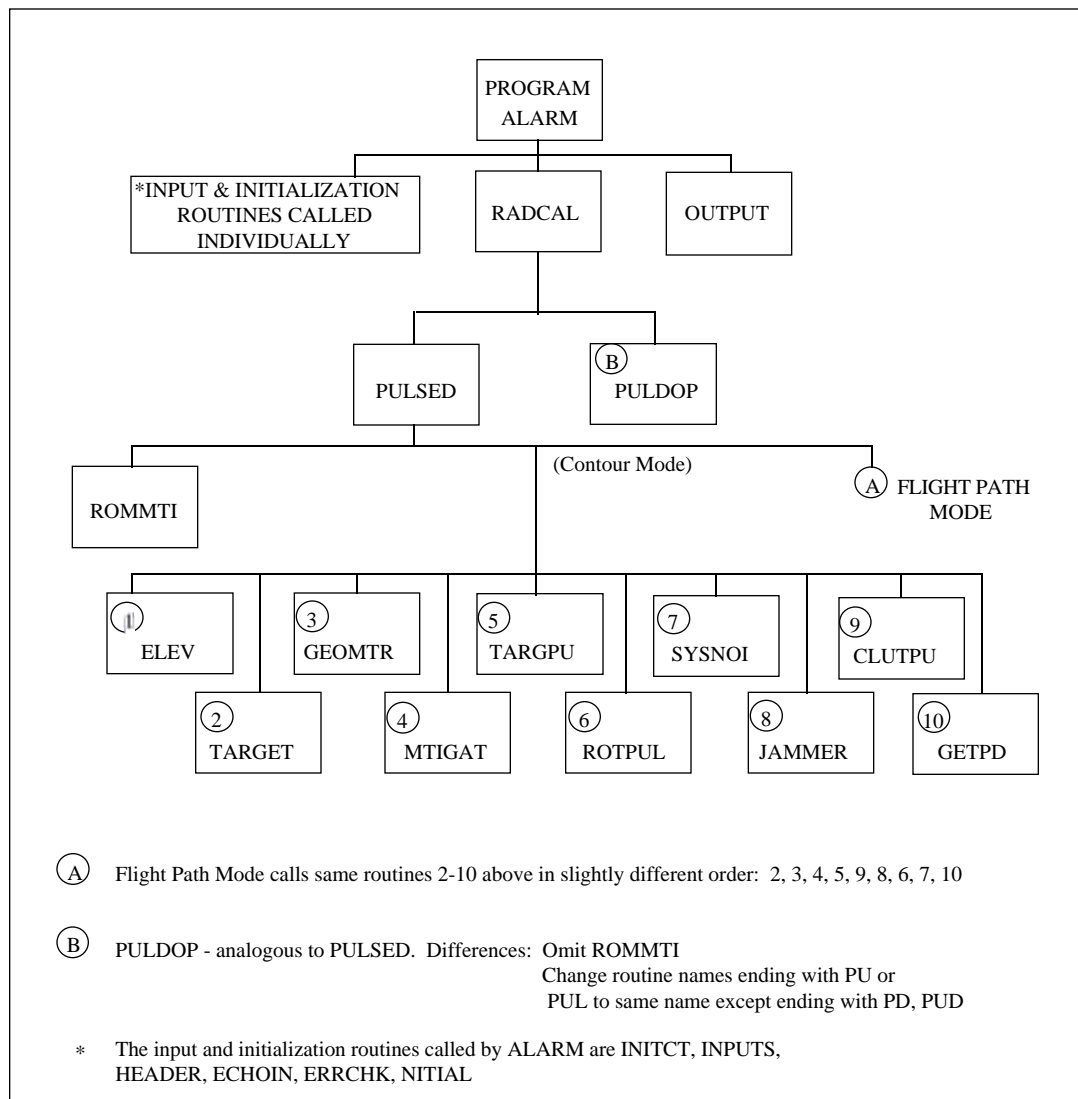 PROGRAM
ALARM
*INPUT & INITIALIZATION
ROUTINES CALLED
INDIVIDUALLY
RADCAL
OUTPUT
PULSED
B
PULDOP
(Contour Mode)
ROMMTI
A
FLIGHT PATH
MODE
1
ELEV
3
GEOMTR
5
TARGPU
7
SYSNOI
9
CLUTPU
2
TARGET
4
MTIGAT
6
ROTPUL
8
JAMMER
10
GETPD
A Flight Path Mode calls same routines 2-10 above in slightly different order: 2, 3, 4, 5, 9, 8, 6, 7, 10
B PULDOP - analogous to PULSED. Differences: Omit ROMMTI
Change routine names ending with PU or
PUL to same name except ending with PD, PUD
* The input and initialization routines called by ALARM are INITCT, INPUTS,
HEADER, ECHOIN, ERRCHK, NITIAL